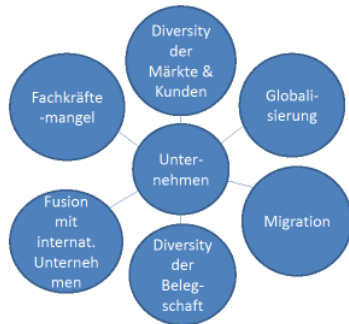 Diversity
der
Märkte &
Kunden
Fachkräfte
-mangel
Globali-
sierung
Unter-
nehmen
Fusion
mit
internat.
Unterneh
men
Migration
Diversity
der
Beleg-
schaft